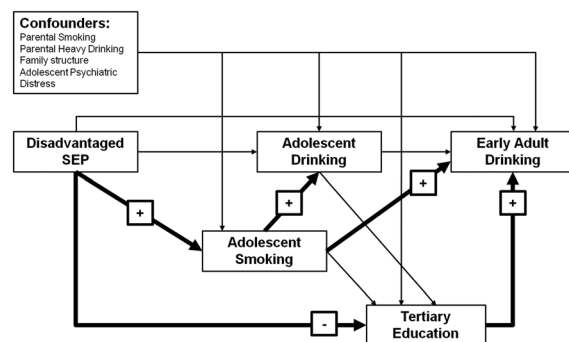 Confounders:
Parental Smoking
Parental Heavy Drinking
Family structure
Adolescent Psychiatric
Distress
Disadvantaged
SEP
Adolescent
Drinking
Early Adult
Drinking
+
+
+
+
Adolescent
Smoking
-
Tertiary
Education